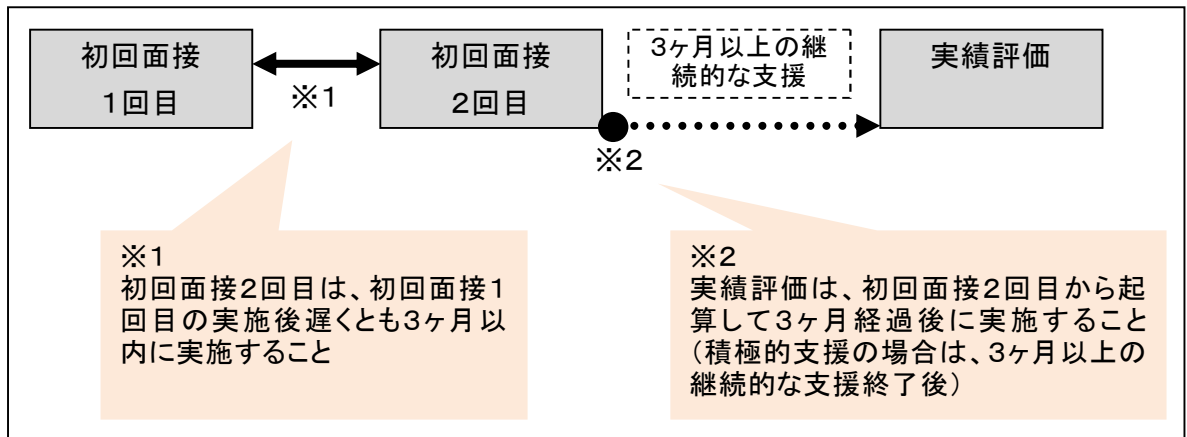 初回面接
1回目
※1
初回面接
2回目
3ヶ月以上の継
続的な支援
※2
実績評価
※1
初回面接2回目は、初回面接1
回目の実施後遅くとも3ヶ月以
内に実施すること
※2
実績評価は、初回面接2回目から起
算して3ヶ月経過後に実施すること
（積極的支援の場合は、3ヶ月以上の
継続的な支援終了後）